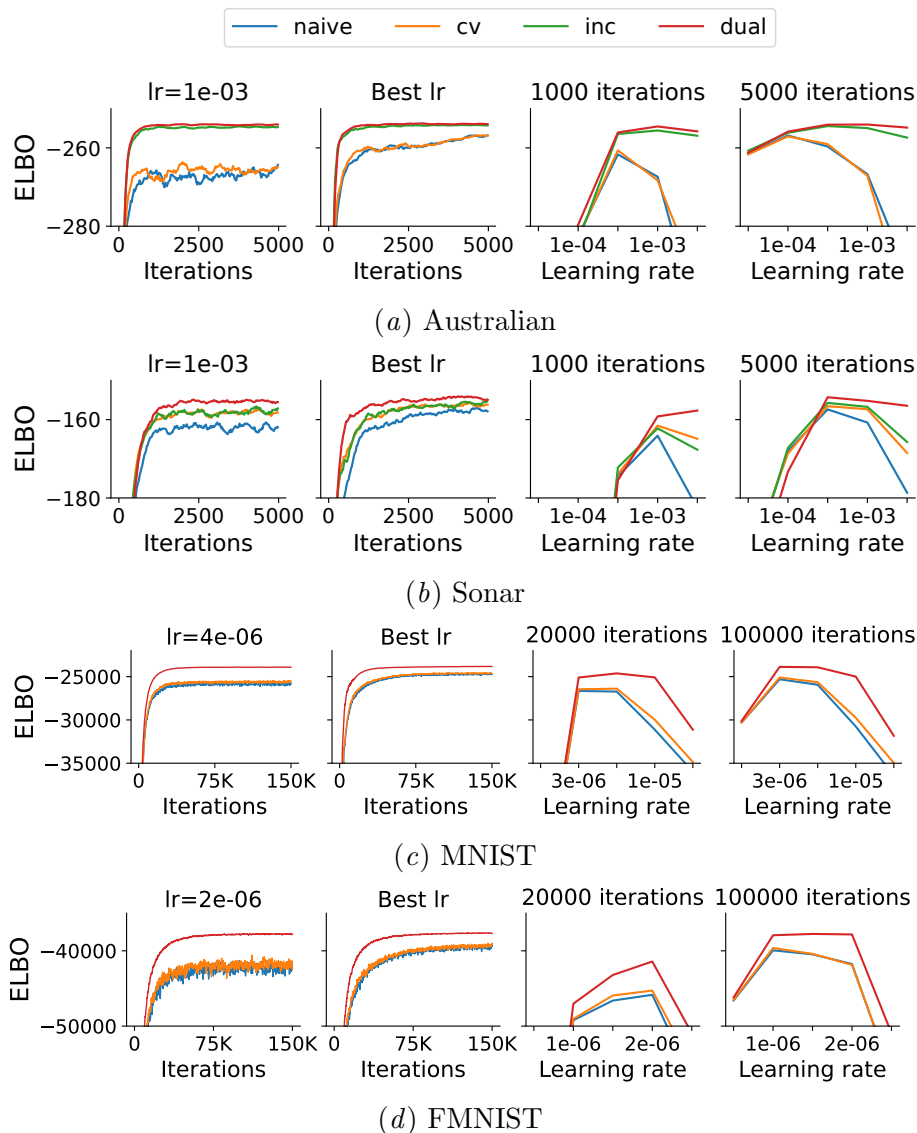 naive cv inc dual
lr=1e-03 Best lr 1000 iterations 5000 iterations
ELBO
−260
−280
0 2500 5000 0 2500 5000 1e-04 1e-03 1e-04 1e-03
Iterations Iterations Learning rate Learning rate
(a) Australian
lr=1e-03 Best lr 1000 iterations 5000 iterations
ELBO
−160
−180
0 2500 5000 0 2500 5000 1e-04 1e-03 1e-04 1e-03
Iterations Iterations Learning rate Learning rate
(b) Sonar
lr=4e-06 Best lr 20000 iterations 100000 iterations
ELBO
−25000
−30000
−35000
0 75K 150K 0 75K 150K 3e-06 1e-05 3e-06 1e-05
Iterations Iterations Learning rate Learning rate
(c) MNIST
lr=2e-06 Best lr 20000 iterations 100000 iterations
ELBO
−40000
−50000
0 75K 150K 0 75K 150K 1e-06 2e-06 1e-06 2e-06
Iterations Iterations Learning rate Learning rate
(d) FMNIST